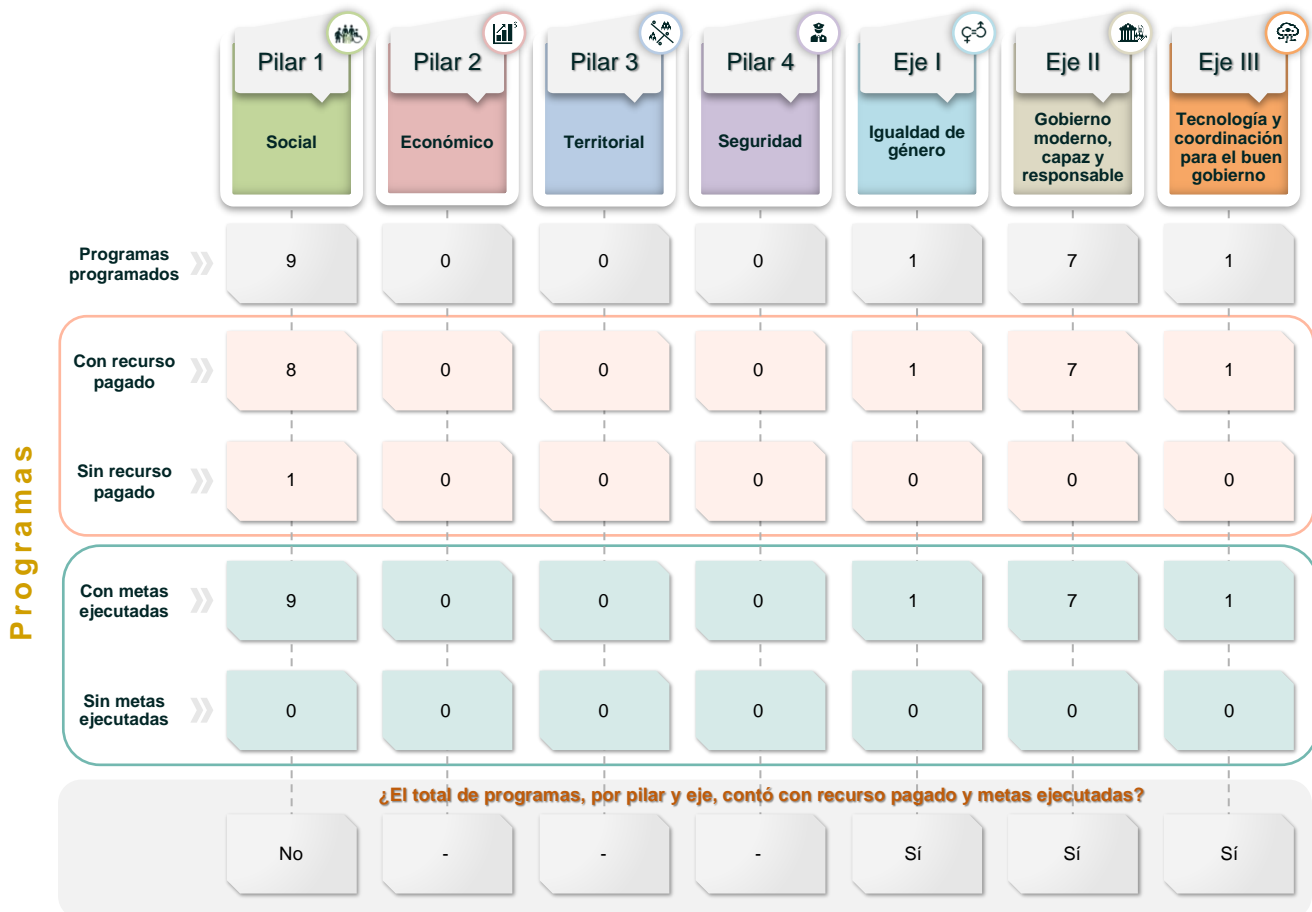 Pilar 1
Pilar 2
Pilar 3
Pilar 4
Eje I
Eje II
Eje III
Social
Económico
Territorial
Seguridad
Igualdad de
género
Gobierno
moderno,
capaz y
responsable
Tecnología y
coordinación
para el buen
gobierno
Programas
Programas
programados
9
0
0
0
1
7
1
Con recurso
pagado
8
0
0
0
1
7
1
Sin recurso
pagado
1
0
0
0
0
0
0
Con metas
ejecutadas
9
0
0
0
1
7
1
Sin metas
ejecutadas
0
0
0
0
0
0
0
¿El total de programas, por pilar y eje, contó con recurso pagado y metas ejecutadas?
No
-
-
-
Sí
Sí
Sí